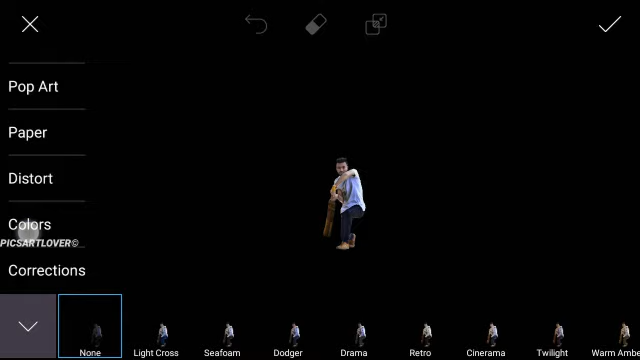 Pop Art
Paper
Distort
Colors
PICSARTLOVER©_
Corrections
None
Light Cross
Seafoam
Dodger
Drama
Retro
Cinerama
Twilight
Warm Ambe